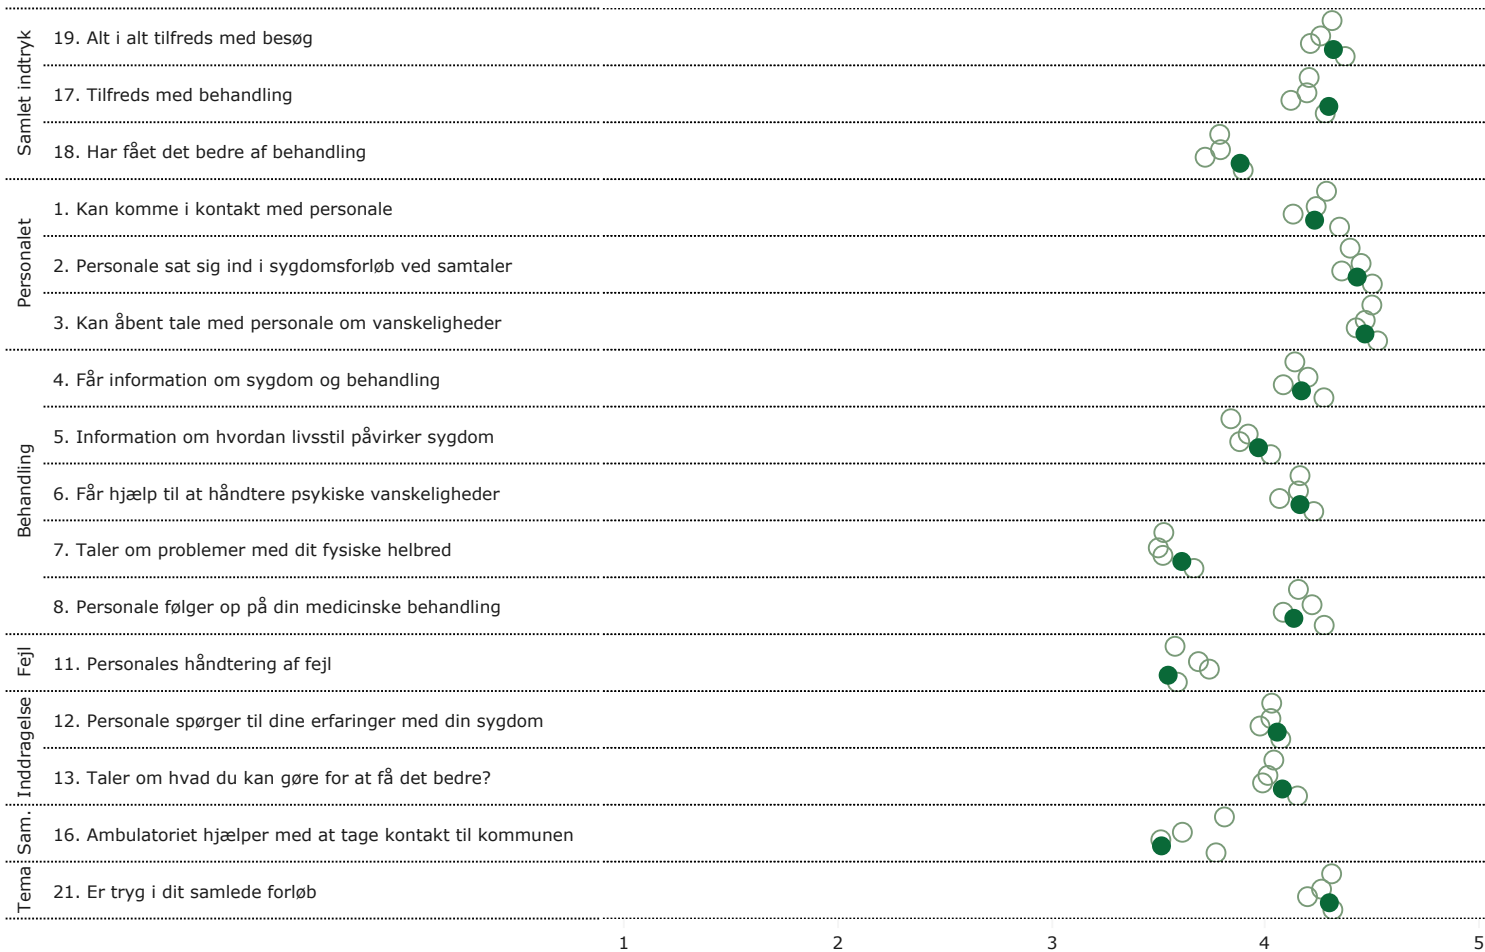 Samlet indtryk
19. Alt i alt tilfreds med besøg
17. Tilfreds med behandling
18. Har fået det bedre af behandling
Personalet
1. Kan komme i kontakt med personale
2. Personale sat sig ind i sygdomsforløb ved samtaler
3. Kan åbent tale med personale om vanskeligheder
Behandling
4. Får information om sygdom og behandling
5. Information om hvordan livsstil påvirker sygdom
6. Får hjælp til at håndtere psykiske vanskeligheder
7. Taler om problemer med dit fysiske helbred
8. Personale følger op på din medicinske behandling
Fejl
11. Personales håndtering af fejl
Inddragelse
12. Personale spørger til dine erfaringer med din sygdom
13. Taler om hvad du kan gøre for at få det bedre?
Sam.
16. Ambulatoriet hjælper med at tage kontakt til kommunen
Tema
21. Er tryg i dit samlede forløb
1 2 3 4 5